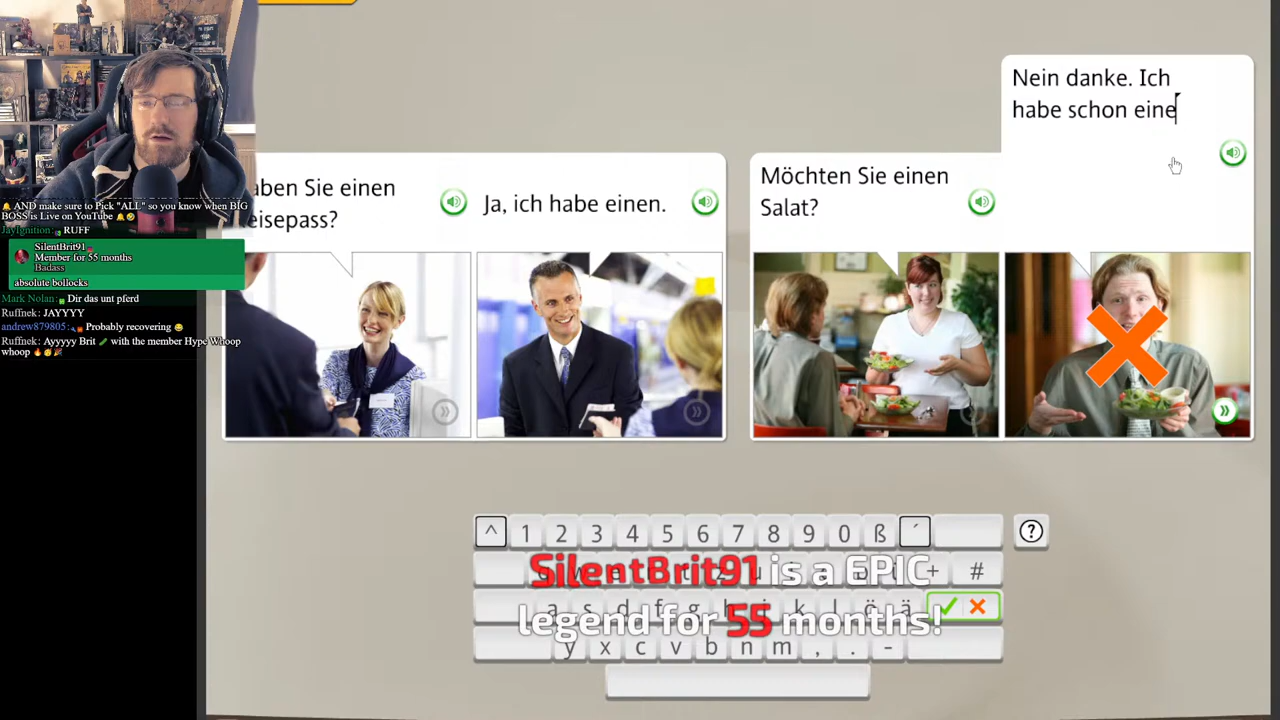 Nein danke. Ich
habe schon eine
aben Sie einen
eisepass?
Ja, ich habe einen.
Möchten Sie einen
Salat?
🔔 AND make sure to Pick "ALL" so you know when BIG
BOSS is Live on YouTube 🔔🤣
JayIgnition: RUFF
SilentBrit91
Member for 55 months
Badass
absolute bollocks
Mark Nolan: Dir das unt pferd
Ruffnek: JAYYYY
andrew879805: Probably recovering 😂
Ruffnek: Ayyyyy Brit with the member Hype Whoop
whoop
^ 1 2 3 4 5 6 7 8 9 0 ß ´ ?
+ #
a s d f g h j k l ö ä
y x c v b n m , . -
SilentBrit91 is a EPIC
legend for 55 months!